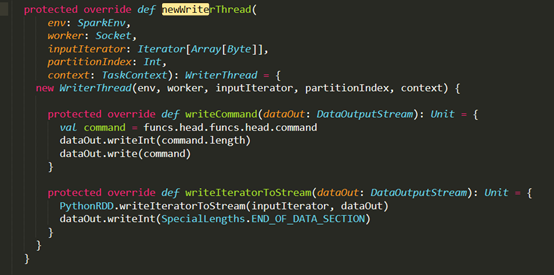 protected override def newWriterThread(
env: SparkEnv,
worker: Socket,
inputIterator: Iterator[Array[Byte]],
partitionIndex: Int,
context: TaskContext): WriterThread = {
new WriterThread(env, worker, inputIterator, partitionIndex, context) {
protected override def writeCommand(dataOut: DataOutputStream): Unit = {
val command = funcs.head.funcs.head.command
dataOut.writeInt(command.length)
dataOut.write(command)
}
protected override def writeIteratorToStream(dataOut: DataOutputStream): Unit = {
PythonRDD.writeIteratorToStream(inputIterator, dataOut)
dataOut.writeInt(SpecialLengths.END_OF_DATA_SECTION)
}
}
}